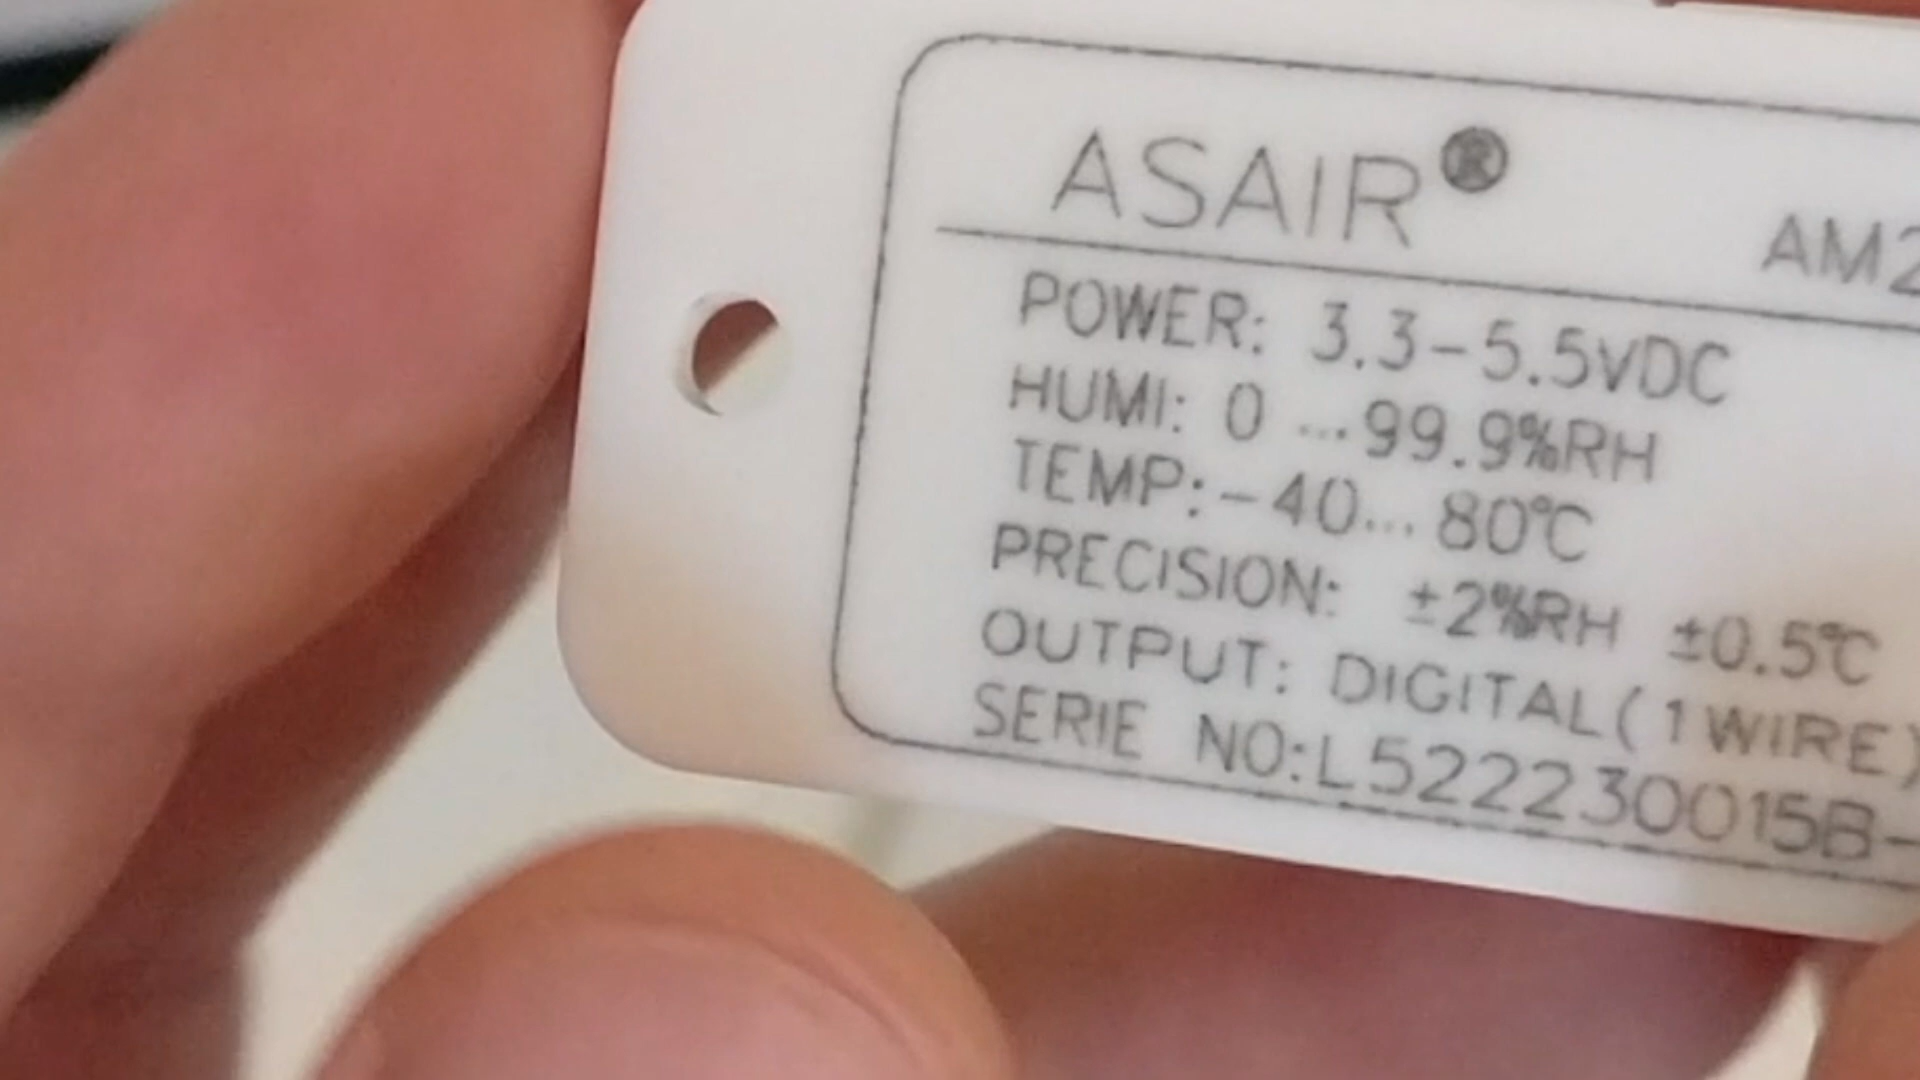 ASAIR®
AM2
POWER: 3.3-5.5VDC
HUMI: 0 ...99.9%RH
TEMP:-40... 80℃
PRECISION: ±2%RH ±0.5℃
OUTPUT: DIGITAL(1WIRE)
SERIE NO:L522230015B-